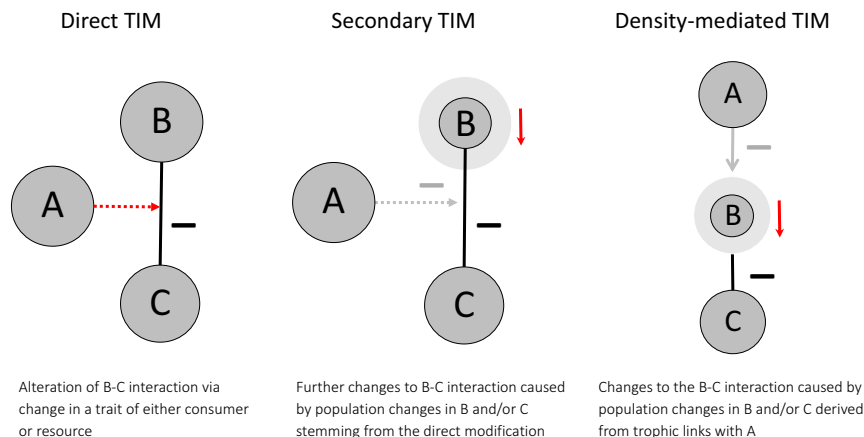 Direct TIM
Secondary TIM
Density-mediated TIM
B
A
C
B
A
C
A
B
C
Alteration of B-C interaction via
change in a trait of either consumer
or resource
Further changes to B-C interaction caused
by population changes in B and/or C
stemming from the direct modification
Changes to the B-C interaction caused by
population changes in B and/or C derived
from trophic links with A